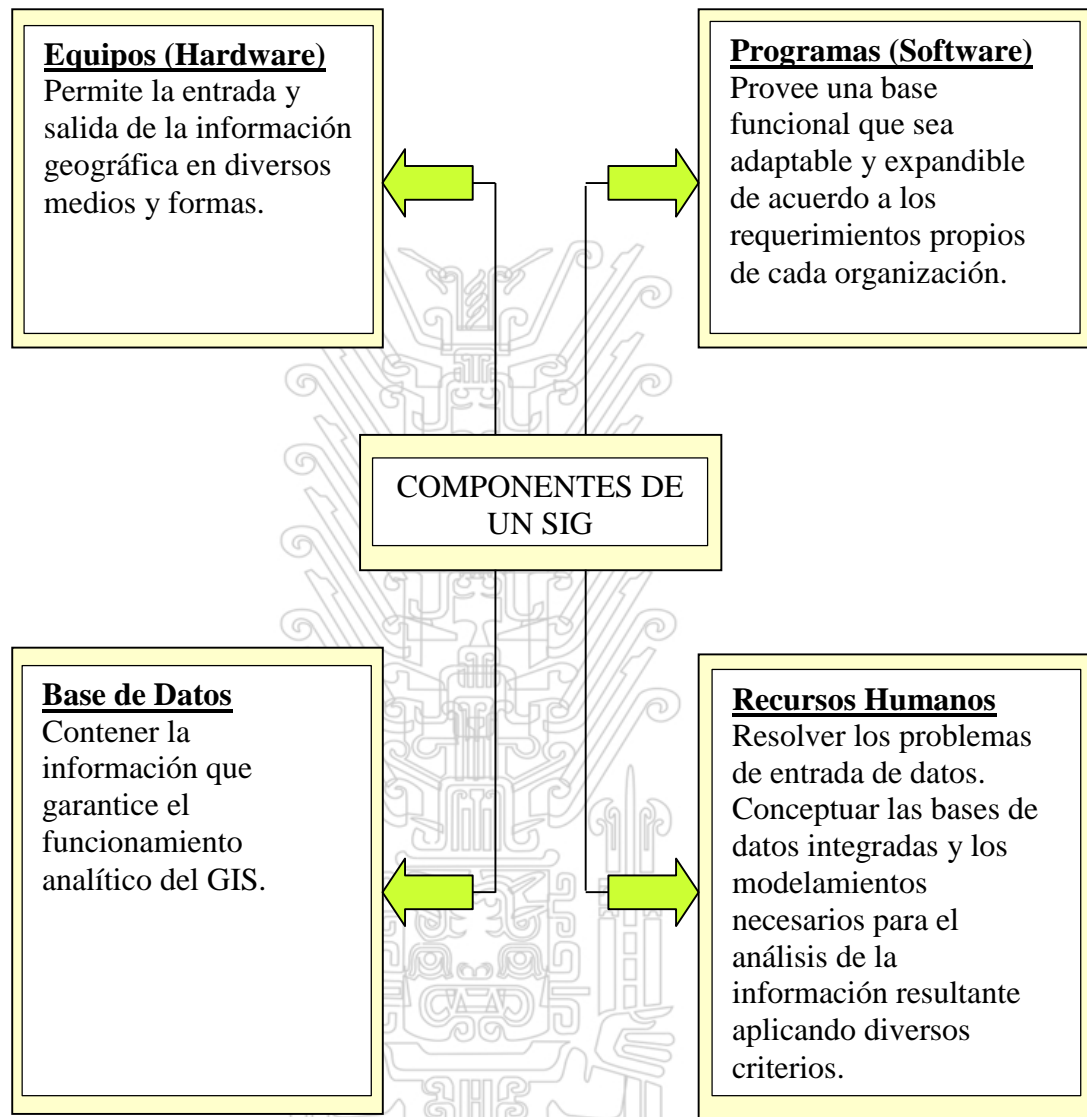 Equipos (Hardware)
Permite la entrada y
salida de la información
geográfica en diversos
medios y formas.
Programas (Software)
Provee una base
funcional que sea
adaptable y expandible
de acuerdo a los
requerimientos propios
de cada organización.
COMPONENTES DE
UN SIG
Base de Datos
Contener la
información que
garantice el
funcionamiento
analítico del GIS.
Recursos Humanos
Resolver los problemas
de entrada de datos.
Conceptuar las bases de
datos integradas y los
modelamientos
necesarios para el
análisis de la
información resultante
aplicando diversos
criterios.